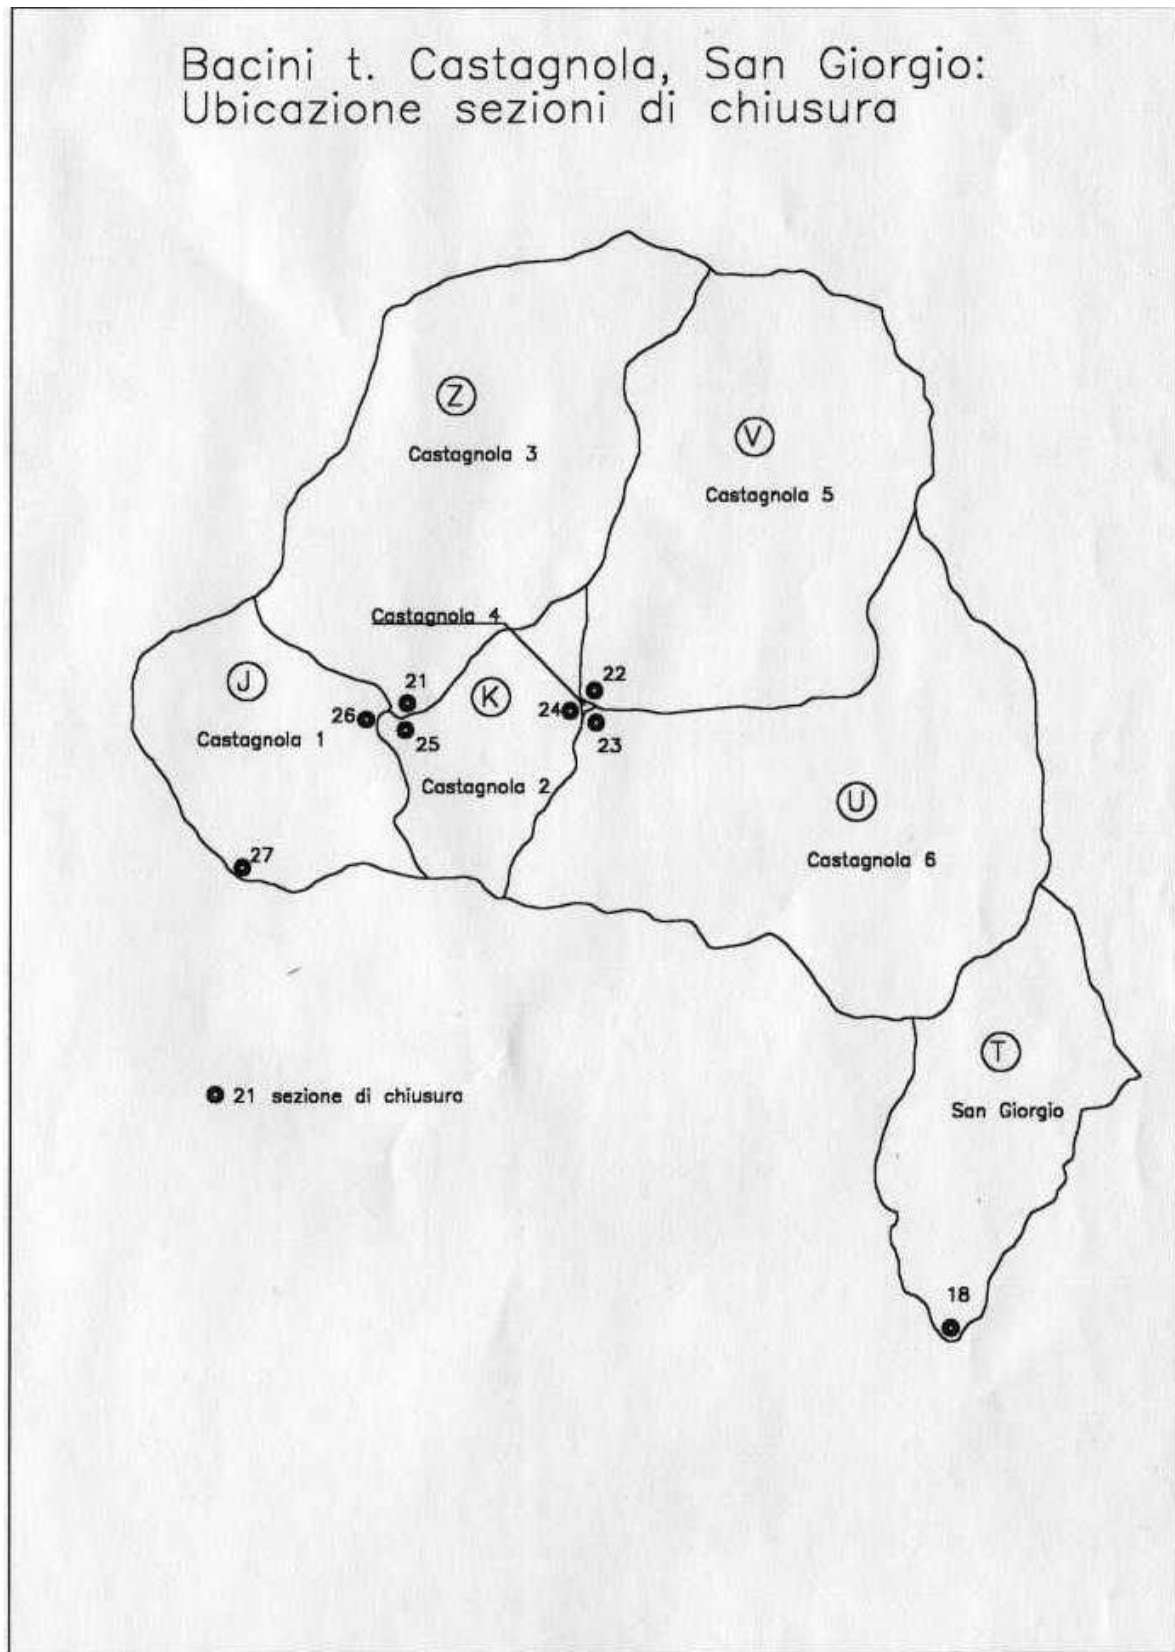 Bacini t. Castagnola, San Giorgio:
Ubicazione sezioni di chiusura
Z
Castagnola 3
V
Castagnola 5
Castagnola 4
J
21
K
22
26
24
Castagnola 1
25
23
Castagnola 2
U
27
Castagnola 6
T
21 sezione di chiusura
San Giorgio
18